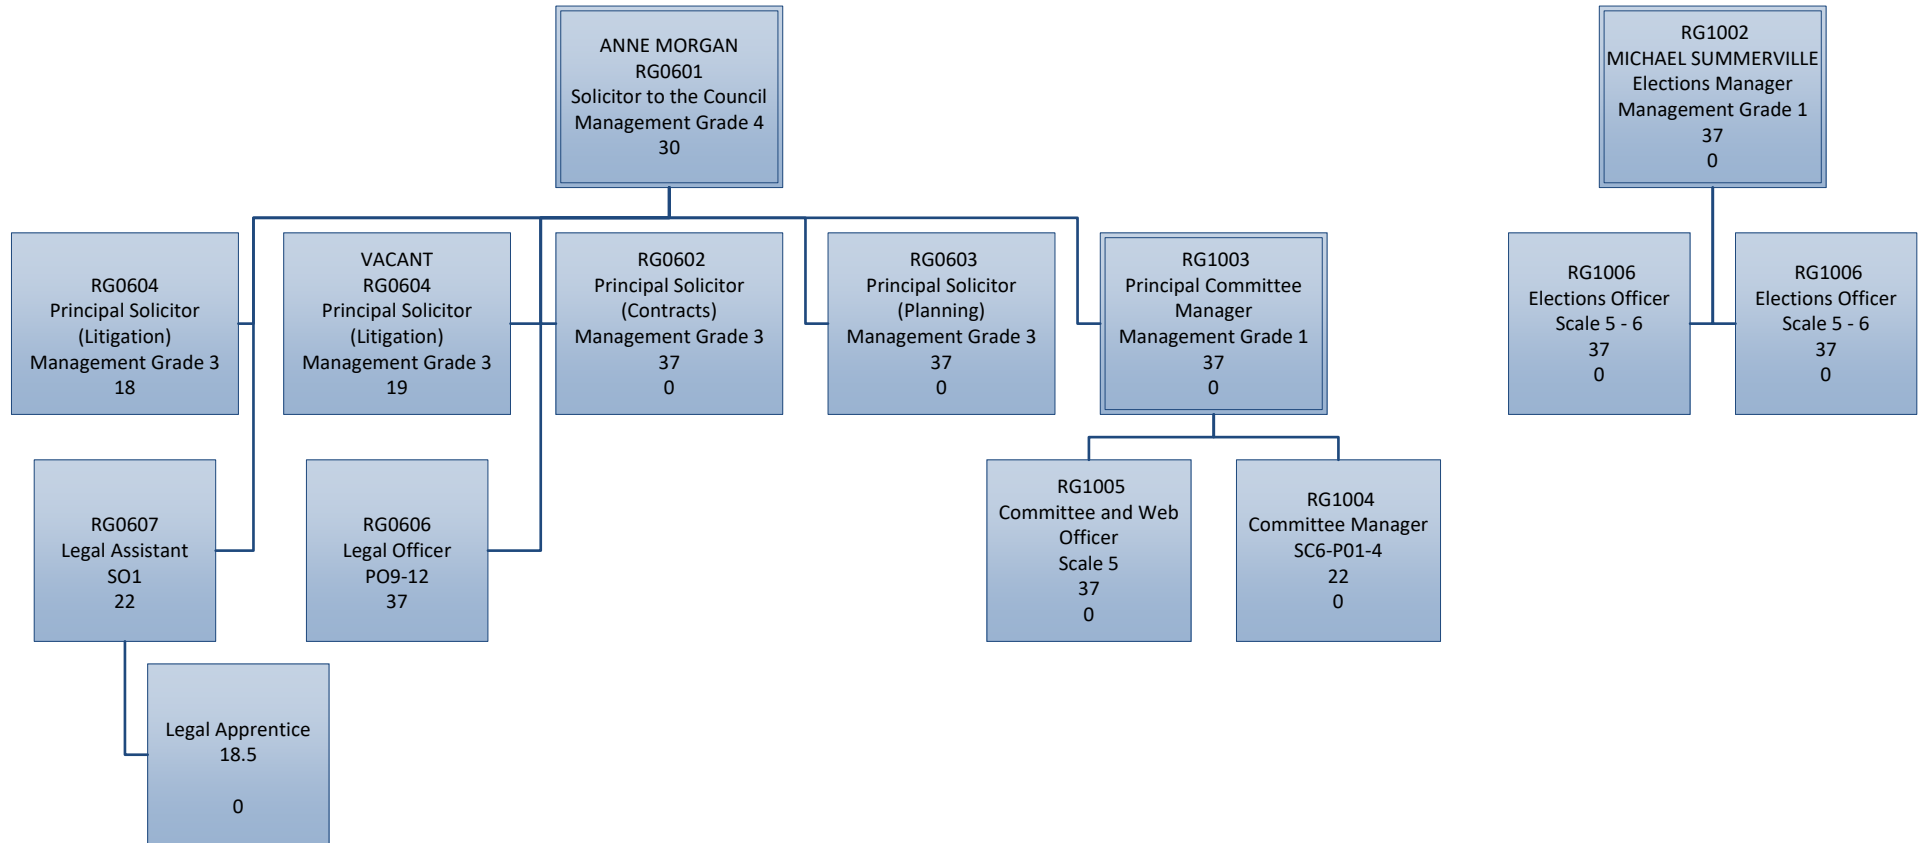 ANNE MORGAN
RG0601
Solicitor to the Council
Management Grade 4
30
RG1002
MICHAEL SUMMERVILLE
Elections Manager
Management Grade 1
37
0
RG0604
Principal Solicitor
(Litigation)
Management Grade 3
18
VACANT
RG0604
Principal Solicitor
(Litigation)
Management Grade 3
19
RG0602
Principal Solicitor
(Contracts)
Management Grade 3
37
0
RG0603
Principal Solicitor
(Planning)
Management Grade 3
37
0
RG1003
Principal Committee
Manager
Management Grade 1
37
0
RG1006
Elections Officer
Scale 5 - 6
37
0
RG1006
Elections Officer
Scale 5 - 6
37
0
RG0607
Legal Assistant
SO1
22
RG0606
Legal Officer
PO9-12
37
RG1005
Committee and Web
Officer
Scale 5
37
0
RG1004
Committee Manager
SC6-P01-4
22
0
Legal Apprentice
18.5
0